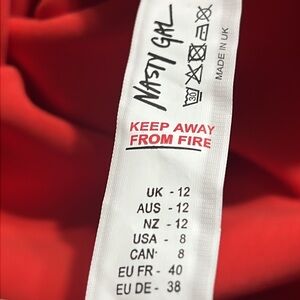 NASTY GAL
30
MADE IN UK
KEEP AWAY
FROM FIRE
UK - 12
AUS - 12
NZ - 12
USA - 8
CAN - 8
EU FR - 40
EU DE - 38